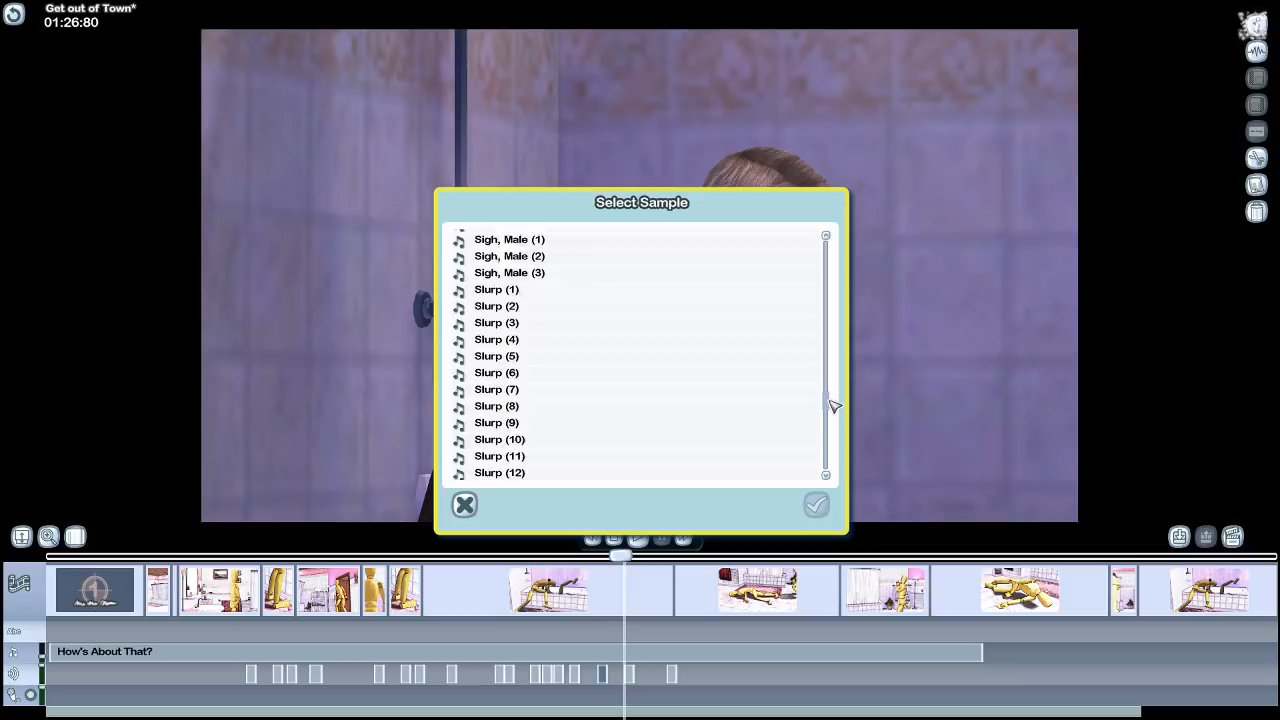 Get out of Town*
01:26:80
Select Sample
Sigh, Male (1)
Sigh, Male (2)
Sigh, Male (3)
Slurp (1)
Slurp (2)
Slurp (3)
Slurp (4)
Slurp (5)
Slurp (6)
Slurp (7)
Slurp (8)
Slurp (9)
Slurp (10)
Slurp (11)
Slurp (12)
Abc
How's About That?